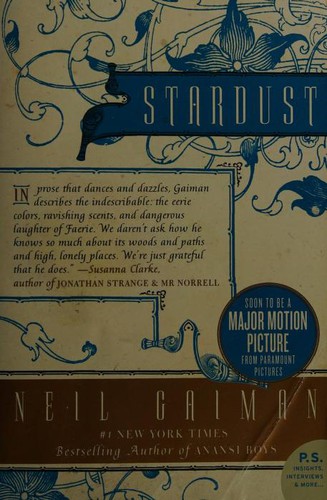 STARDUST
IN prose that dances and dazzles, Gaiman
describes the indescribable: the eerie
colors, ravishing scents, and dangerous
laughter of Faerie. We daren't ask how he
knows so much about its woods and paths
and high, lonely places. We're just grateful
that he does." —Susanna Clarke,
author of JONATHAN STRANGE & MR NORRELL
SOON TO BE A
MAJOR MOTION
PICTURE
FROM PARAMOUNT
PICTURES
NEIL GAIMAN
#1 NEW YORK TIMES
Bestselling Author of ANANSI BOYS
P.S.
INSIGHTS,
INTERVIEWS
& MORE...